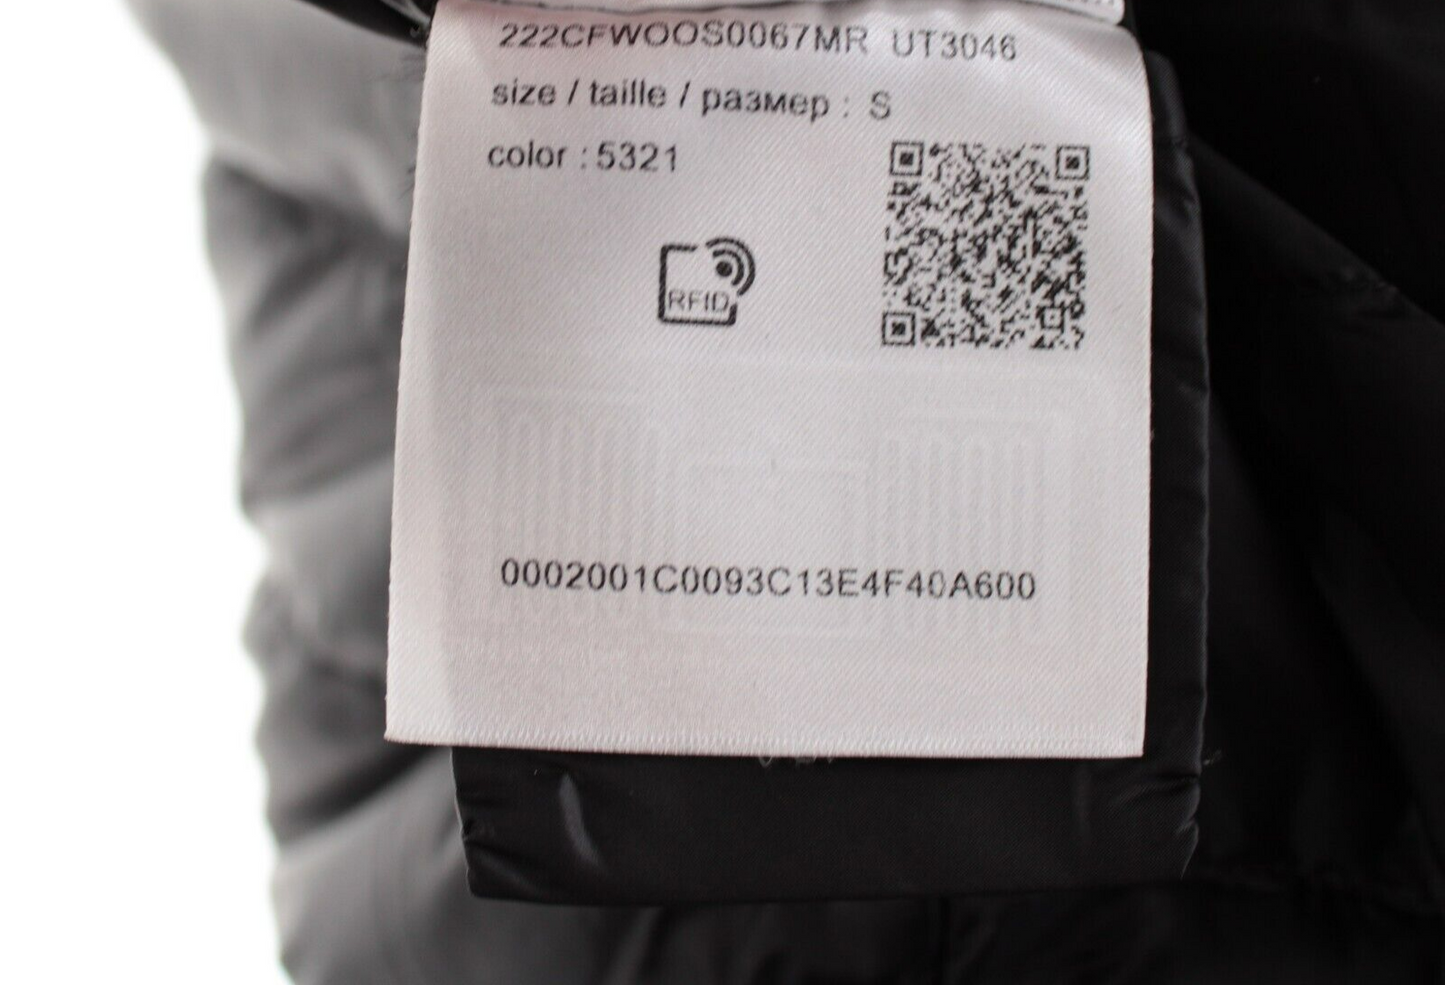 222CFWOOS0067MR UT3046
size / taille / размер : S
color : 5321
RFID
0002001C0093C13E4F40A600